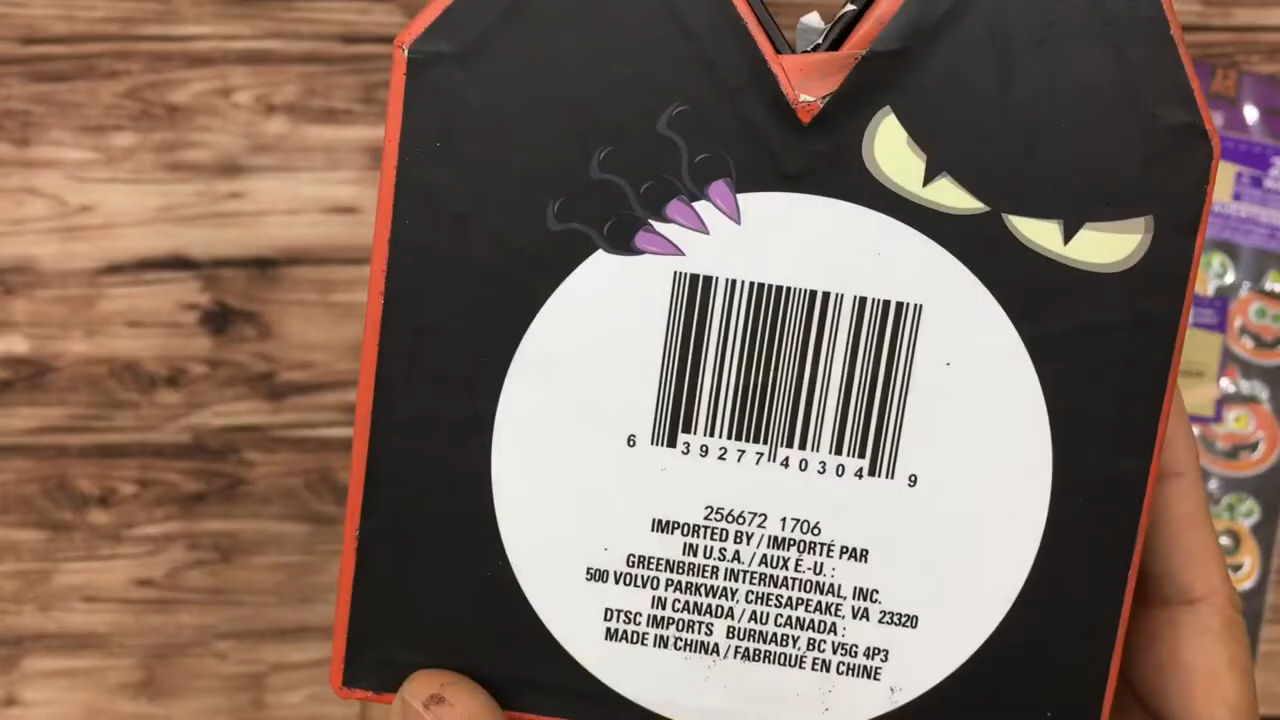 6 39277 40304 9
256672 1706
IMPORTED BY / IMPORTÉ PAR
IN U.S.A. / AUX É.-U. :
GREENBRIER INTERNATIONAL, INC.
500 VOLVO PARKWAY, CHESAPEAKE, VA 23320
IN CANADA / AU CANADA :
DTSC IMPORTS BURNABY, BC V5G 4P3
MADE IN CHINA / FABRIQUÉ EN CHINE